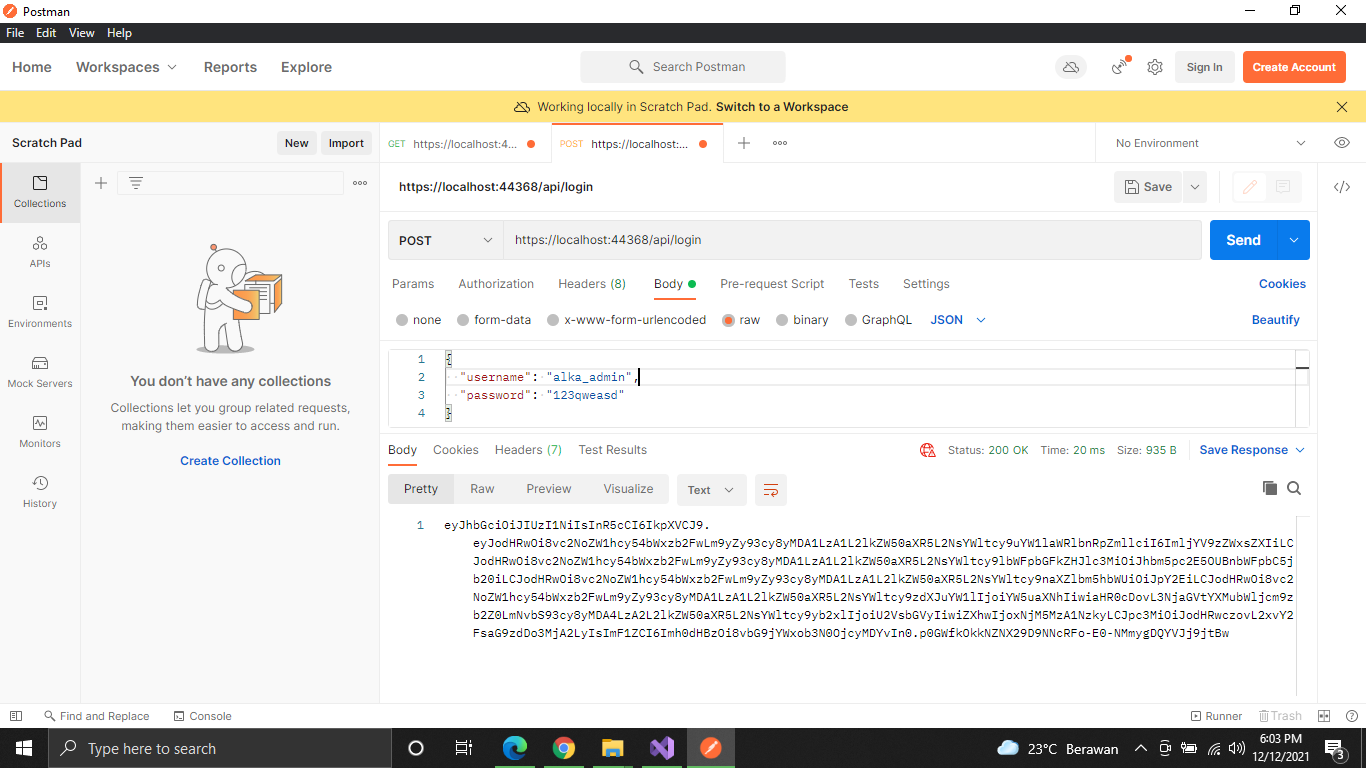 Postman
File Edit View Help
Home Workspaces Reports Explore Search Postman Sign In Create Account
Working locally in Scratch Pad. Switch to a Workspace
Scratch Pad New Import GET https://localhost:4... POST https://localhost:... No Environment
https://localhost:44368/api/login Save
Collections
POST https://localhost:44368/api/login Send
APIs
Params Authorization Headers (8) Body Pre-request Script Tests Settings Cookies
Environments
none form-data x-www-form-urlencoded raw binary GraphQL JSON Beautify
Mock Servers
Monitors
History
You don't have any collections
Collections let you group related requests,
making them easier to access and run.
Create Collection
1 {
2 "username": "alka_admin",
3 "password": "123qweasd"
4 }
Body Cookies Headers (7) Test Results Status: 200 OK Time: 20 ms Size: 935 B Save Response
Pretty Raw Preview Visualize Text
1 eyJhbGciOiJIUzI1NiIsInR5cCI6IkpXVCJ9.
eyJodHRwOi8vc2NoZW1hcy54bWxzb2FwLm9yZy93cy8yMDA1LzA1L2lkZW50aXR5L2NsYWltcy9uYW1laWRlbnRpZmllciI6ImljYV9zZWxsZXIiLC
JodHRwOi8vc2NoZW1hcy54bWxzb2FwLm9yZy93cy8yMDA1LzA1L2lkZW50aXR5L2NsYWltcy9lbWFpbGFkZHJlc3MiOiJhbm5pc2E5OUBnbWFpbC5j
b20iLCJodHRwOi8vc2NoZW1hcy54bWxzb2FwLm9yZy93cy8yMDA1LzA1L2lkZW50aXR5L2NsYWltcy9naXZlbm5hbWUiOiJpY2EiLCJodHRwOi8vc2
NoZW1hcy54bWxzb2FwLm9yZy93cy8yMDA1LzA1L2lkZW50aXR5L2NsYWltcy9zdXJuYW1lIjoiYW5uaXNhIiwiaHR0cDovL3NjaGVtYXMubWljcm9z
b2Z0LmNvbS93cy8yMDA4LzA2L2lkZW50aXR5L2NsYWltcy9yb2xlIjoiU2VsbGVyIiwiZXhwIjoxNjM5MzA1NzkyLCJpc3MiOiJodHRwczovL2xvY2
FsaG9zdDo3MjA2LyIsImF1ZCI6Imh0dHBzOi8vbG9jYWxob3N0OjcyMDYvIn0.p0GWfkOkkNZNX29D9NNcRFo-E0-NMmygDQYVJj9jtBw
Find and Replace Console Runner Trash
Type here to search 23°C Berawan 6:03 PM
12/12/2021
3